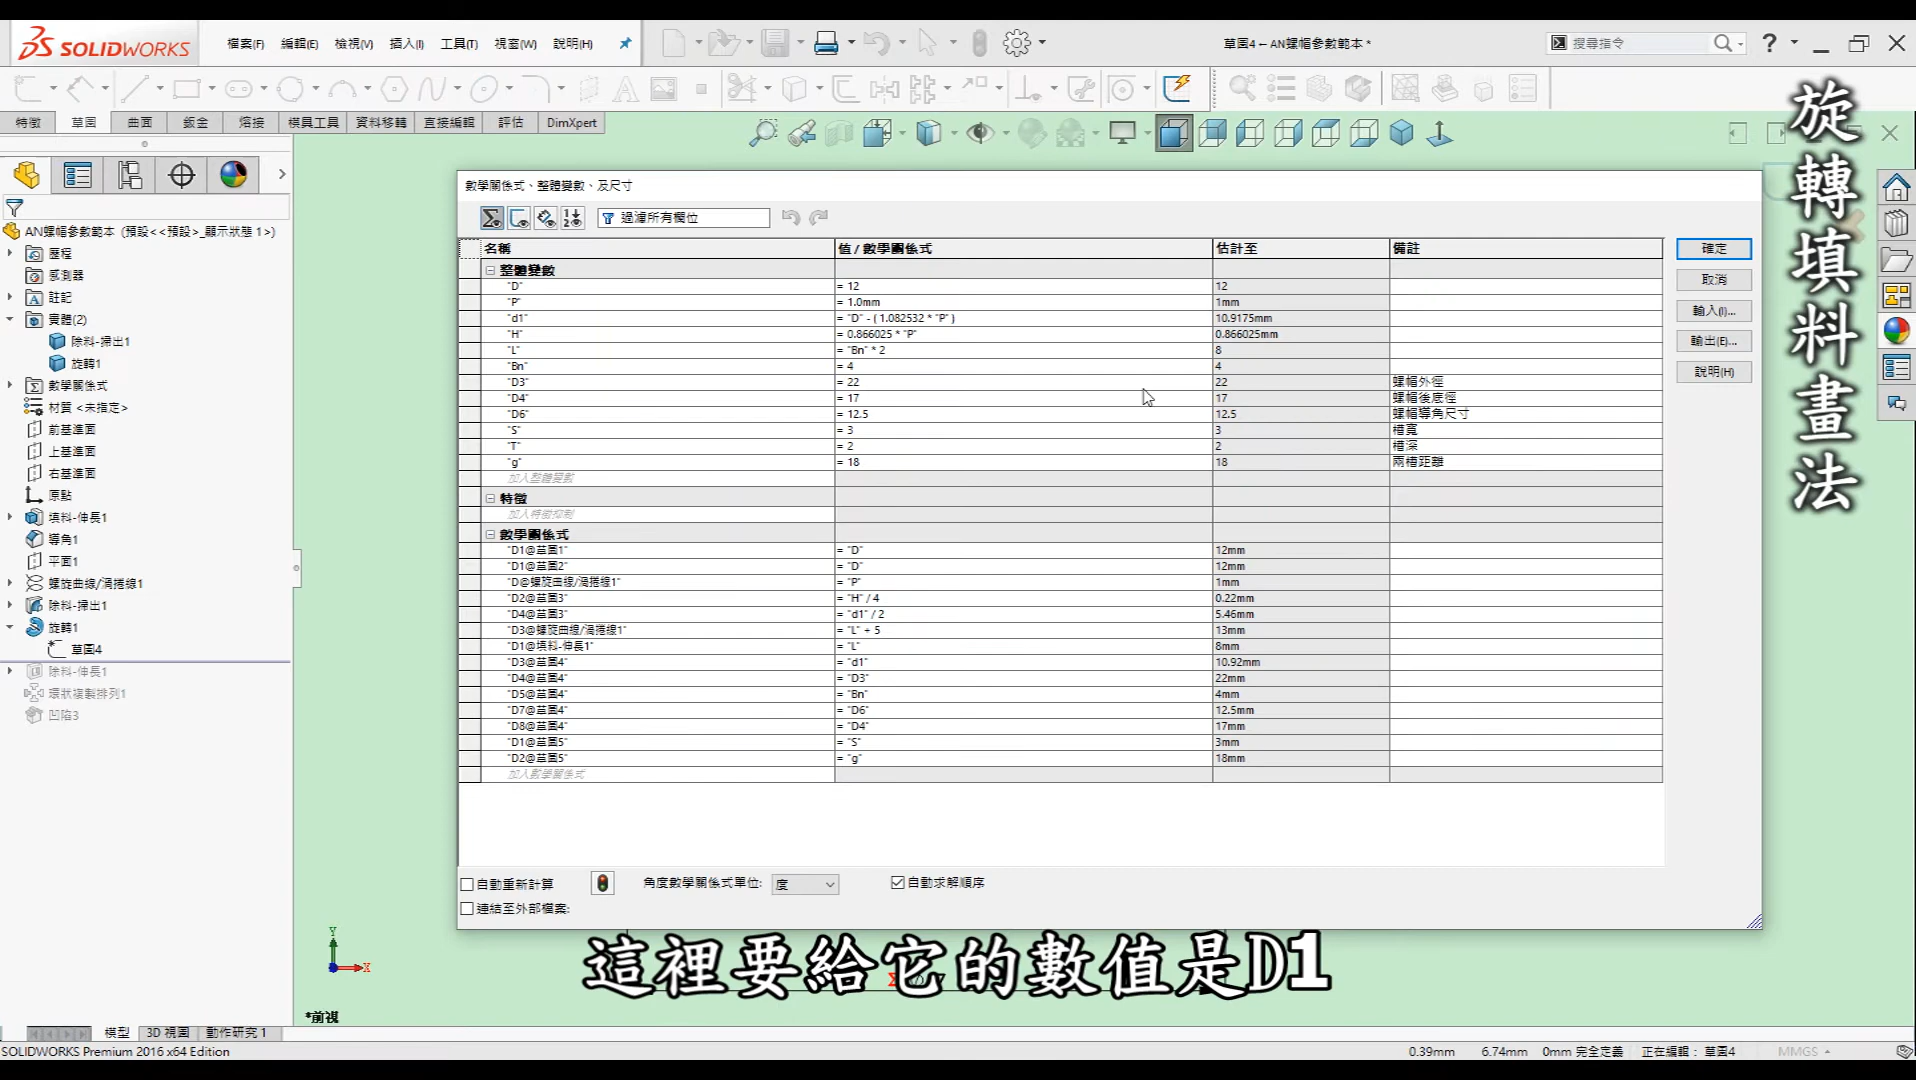 SOLIDWORKS 檔案(F) 編輯(E) 檢視(V) 插入(I) 工具(T) 視窗(W) 說明(H) 草圖4 -- AN螺帽參數範本 * 搜尋指令 ?
特徵 草圖 曲面 鈑金 熔接 模具工具 資料移轉 直接編輯 評估 DimXpert
旋轉填料畫法
AN螺帽參數範本 (預設<<預設>_顯示狀態 1>)
歷程
感測器
註記
實體(2)
除料-掃出1
旋轉1
數學關係式
材質 <未指定>
前基準面
上基準面
右基準面
原點
填料-伸長1
導角1
平面1
螺旋曲線/渦捲線1
除料-掃出1
旋轉1
草圖4
除料-伸長1
環狀複製排列1
凹陷3
數學關係式、整體變數、及尺寸
過濾所有欄位
名稱 值 / 數學關係式 估計至 備註
整體變數
"D" = 12 12
"P" = 1.0mm 1mm
"d1" = "D" - ( 1.082532 * "P" ) 10.9175mm
"H" = 0.866025 * "P" 0.866025mm
"L" = "Bn" * 2 8
"Bn" = 4 4
"D3" = 22 22 螺帽外徑
"D4" = 17 17 螺帽後底徑
"D6" = 12.5 12.5 螺帽導角尺寸
"S" = 3 3 槽寬
"T" = 2 2 槽深
"g" = 18 18 兩槽距離
加入整體變數
特徵
加入特徵抑制
數學關係式
"D1@草圖1" = "D" 12mm
"D1@草圖2" = "D" 12mm
"D@螺旋曲線/渦捲線1" = "P" 1mm
"D2@草圖3" = "H" / 4 0.22mm
"D4@草圖3" = "d1" / 2 5.46mm
"D3@螺旋曲線/渦捲線1" = "L" + 5 13mm
"D1@填料-伸長1" = "L" 8mm
"D3@草圖4" = "d1" 10.92mm
"D4@草圖4" = "D3" 22mm
"D5@草圖4" = "Bn" 4mm
"D7@草圖4" = "D6" 12.5mm
"D8@草圖4" = "D4" 17mm
"D1@草圖5" = "S" 3mm
"D2@草圖5" = "g" 18mm
加入數學關係式
確定
取消
輸入(I)...
輸出(E)...
說明(H)
自動重新計算 角度數學關係式單位: 度 自動求解順序
連結至外部檔案:
這裡要給它的數值是D1
Y
X
*前視
模型 3D 視圖 動作研究 1
SOLIDWORKS Premium 2016 x64 Edition 0.39mm 6.74mm 0mm 完全定義 正在編輯： 草圖4 MMGS